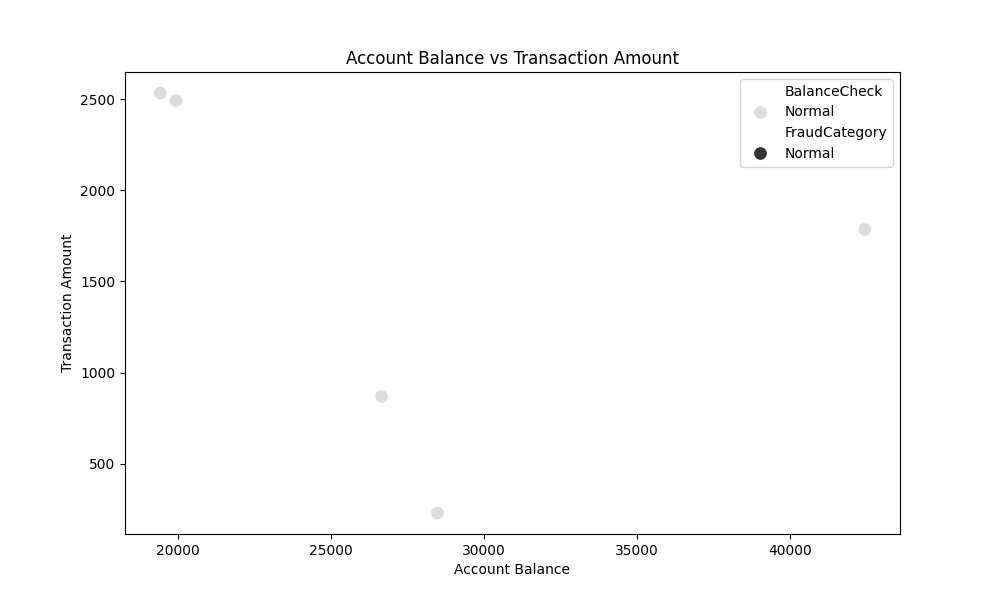 Account Balance vs Transaction Amount
BalanceCheck
Normal
FraudCategory
Normal
2500
2000
1500
1000
500
Transaction Amount
20000 25000 30000 35000 40000
Account Balance